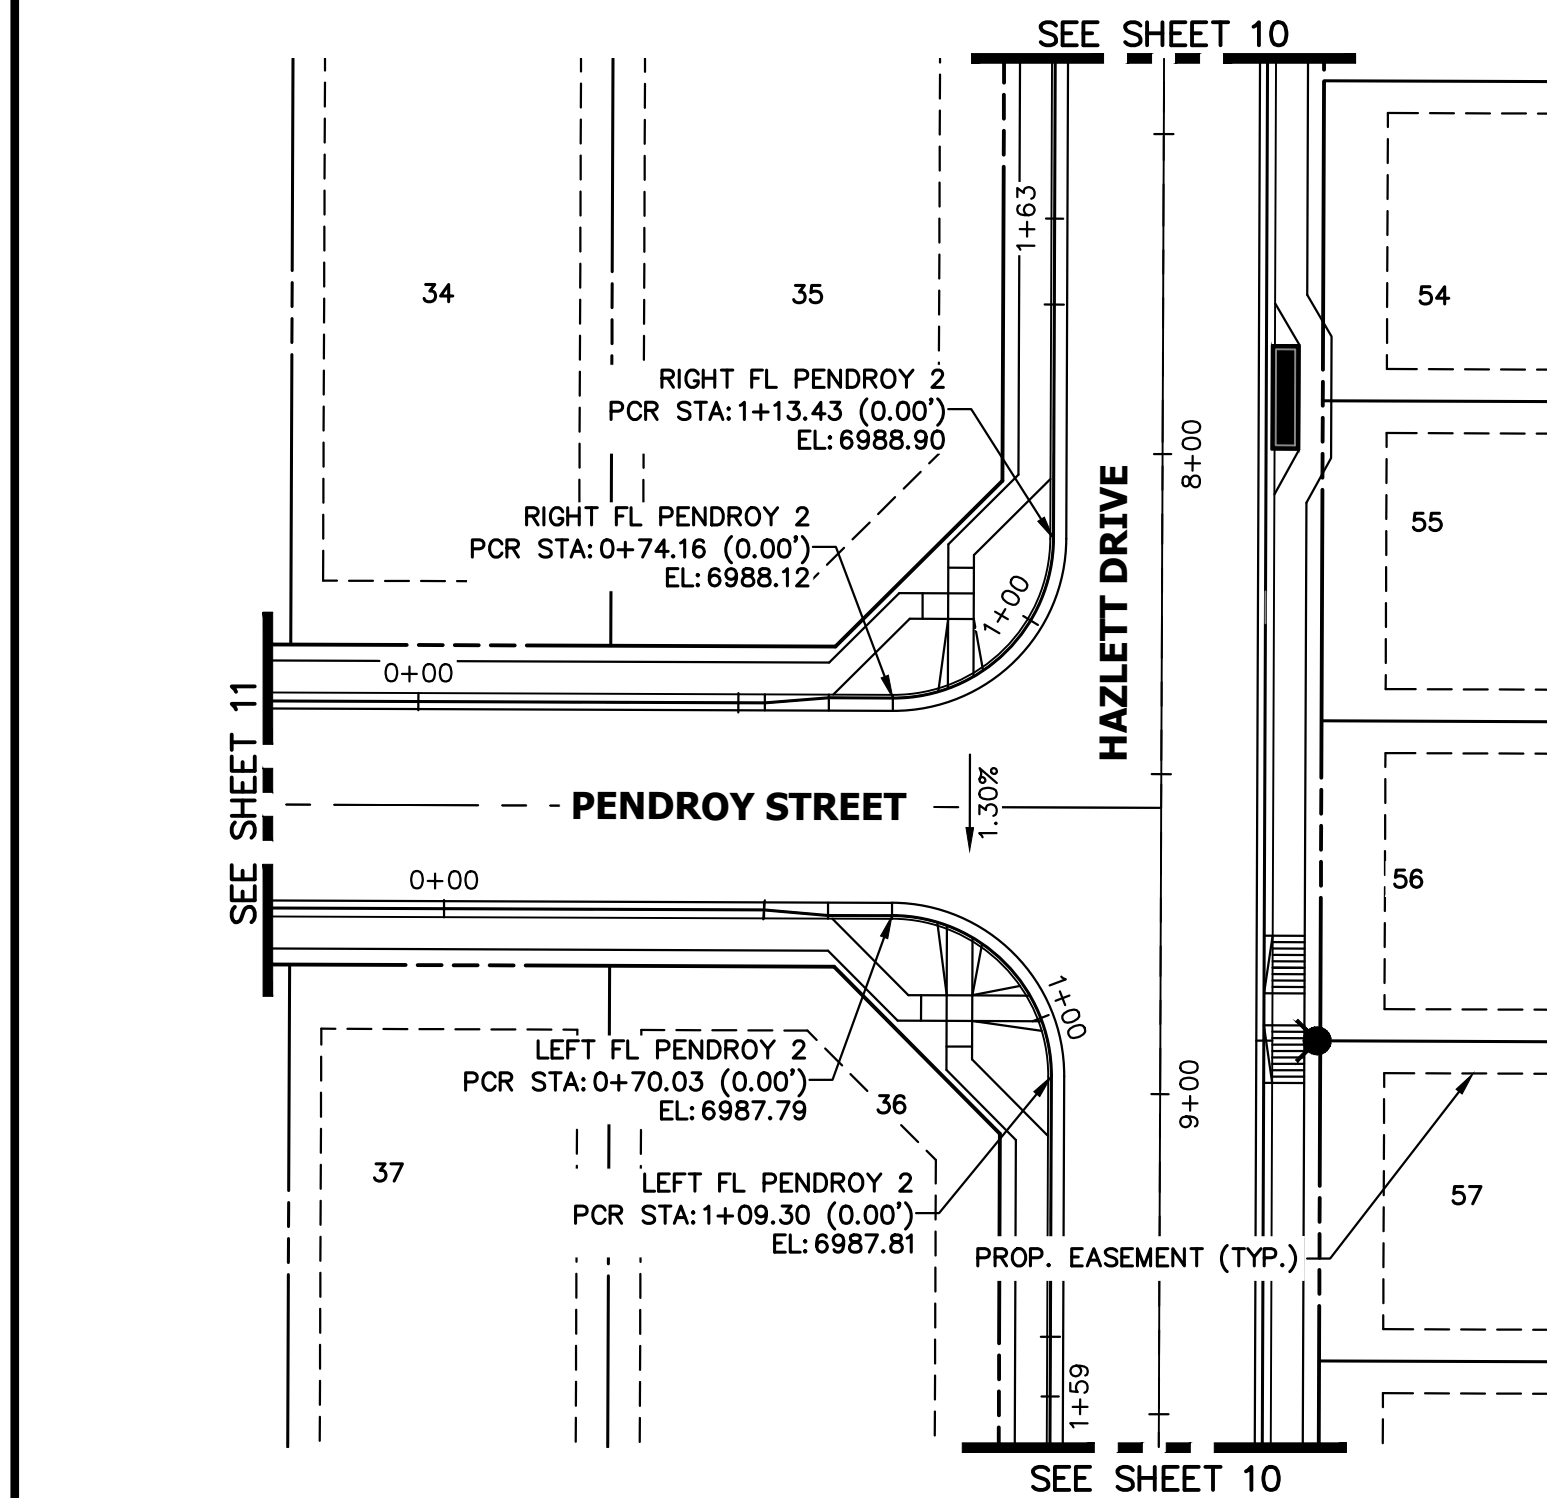 SEE SHEET 10
1+63
34
35
54
RIGHT FL PENDROY 2
PCR STA: 1+13.43 (0.00')
EL: 6988.90
8+00
HAZLETT DRIVE
RIGHT FL PENDROY 2
PCR STA: 0+74.16 (0.00')
EL: 6988.12
55
1+00
0+00
SEE SHEET 11
PENDROY STREET
1.30%
0+00
56
1+00
LEFT FL PENDROY 2
PCR STA: 0+70.03 (0.00')
EL: 6987.79
36
9+00
37
LEFT FL PENDROY 2
PCR STA: 1+09.30 (0.00')
EL: 6987.81
57
PROP. EASEMENT (TYP.)
1+59
SEE SHEET 10